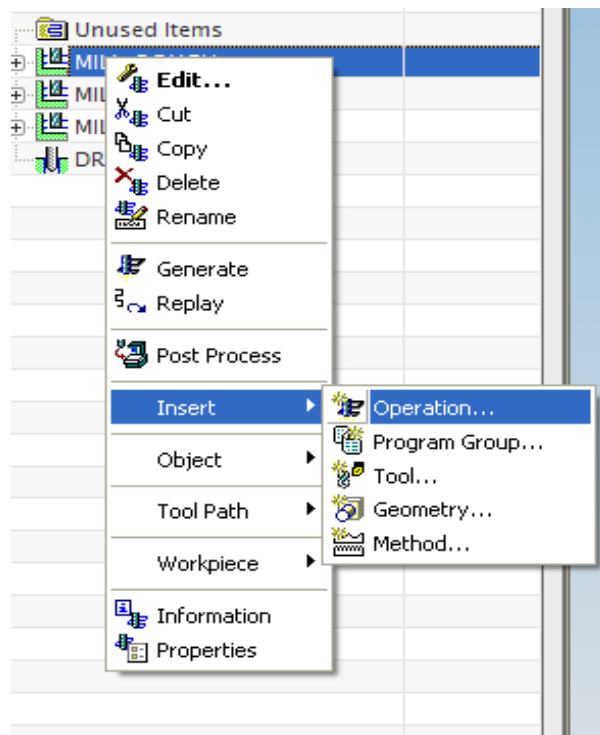 Unused Items
MIL
MIL
MIL
DR
Edit...
Cut
Copy
Delete
Rename
Generate
Replay
Post Process
Insert
Object
Tool Path
Workpiece
Information
Properties
Operation...
Program Group...
Tool...
Geometry...
Method...